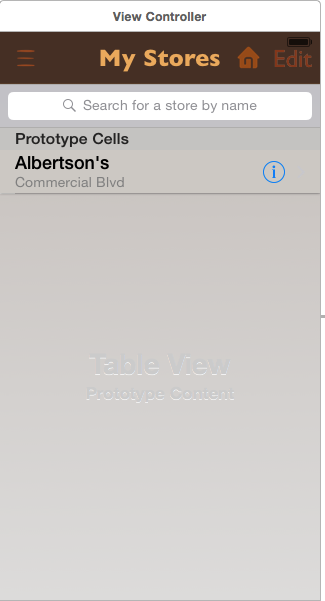 View Controller
My Stores Edit
Search for a store by name
Prototype Cells
Albertson's
Commercial Blvd
Table View
Prototype Content